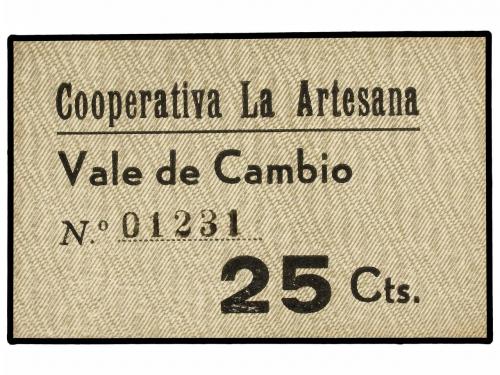 Cooperativa La Artesana
Vale de Cambio
N.º 01231
25 Cts.